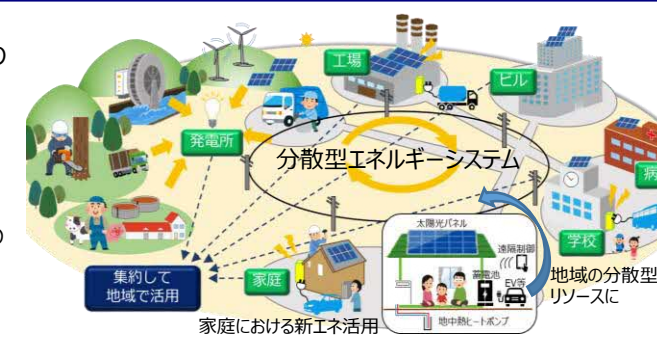 の
工場
ビル
発電所
分散型エネルギーシステム
病
学校
太陽光パネル
遠隔制御
蓄電池
EV等
地中熱ヒートポンプ
家庭
集約して
地域で活用
家庭における新エネ活用
地域の分散型
リソースに